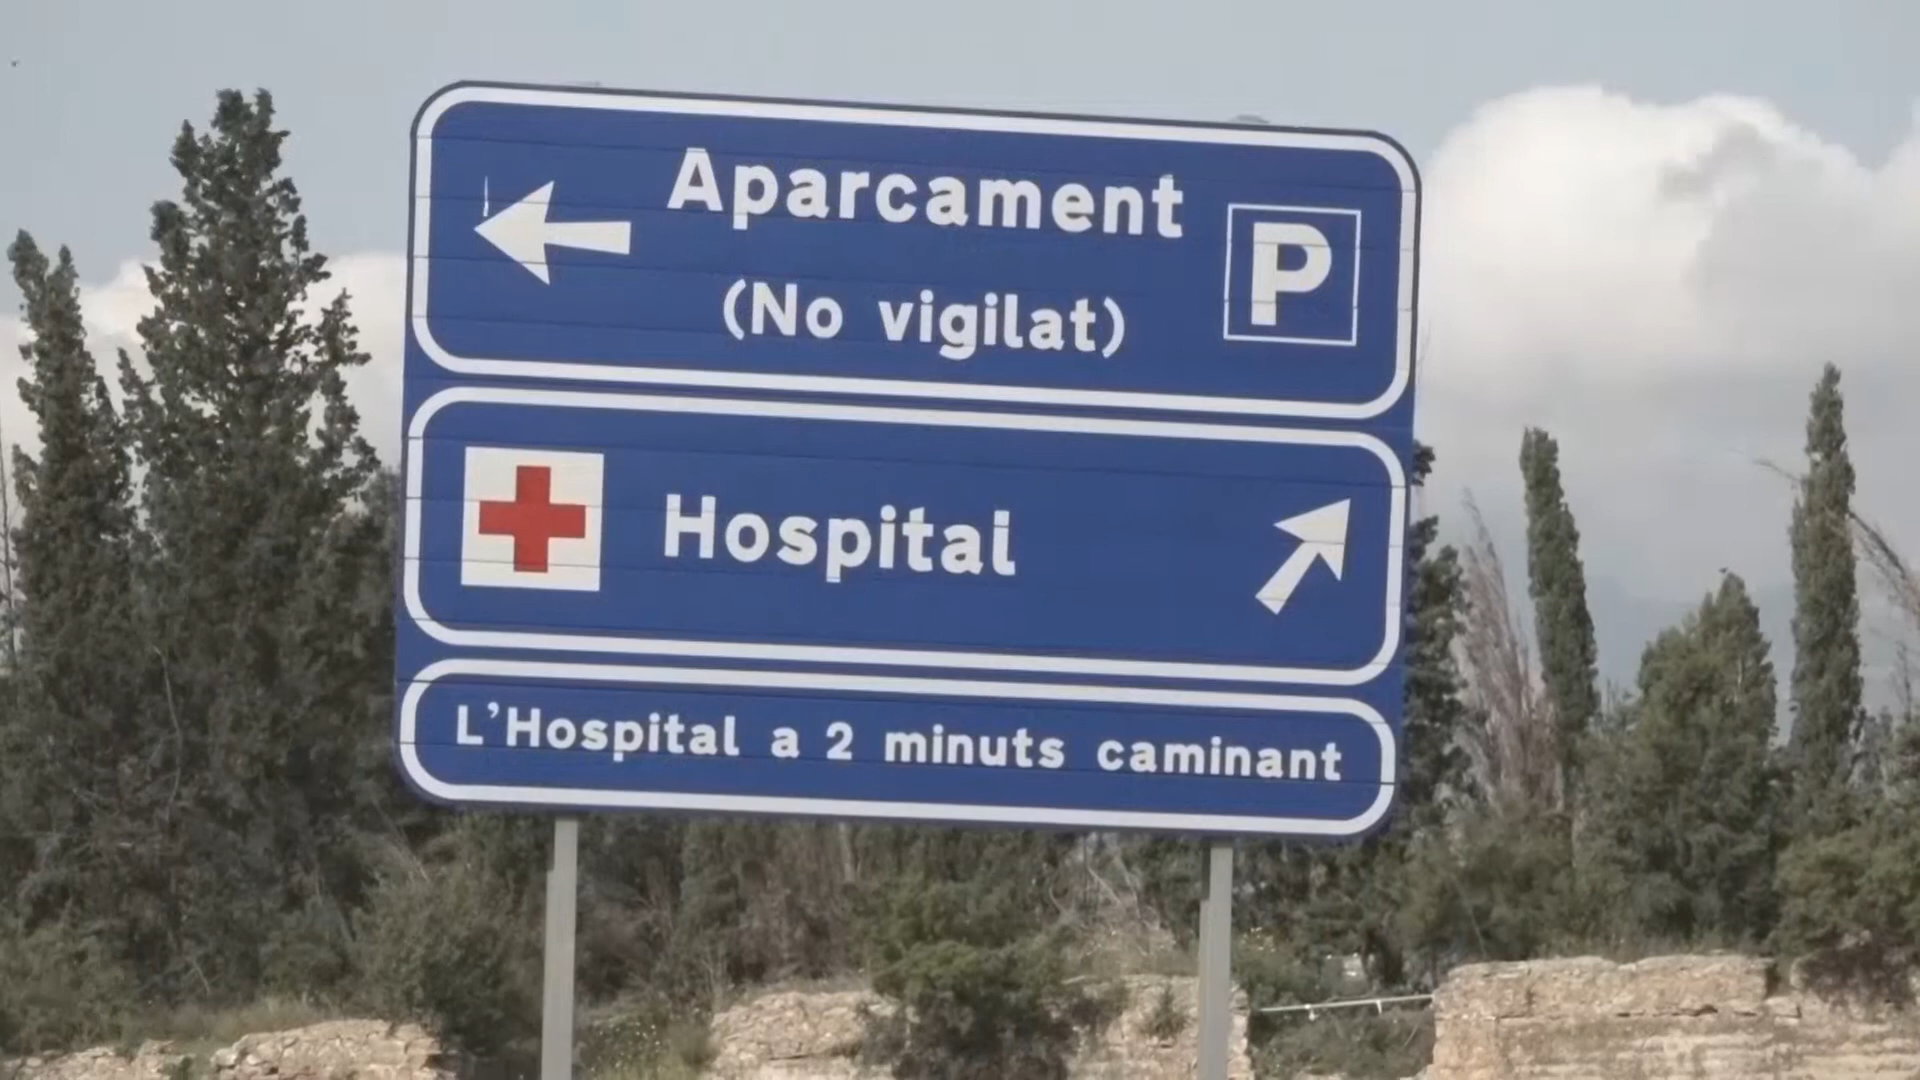 Aparcament
(No vigilat)
P
Hospital
L'Hospital a 2 minuts caminant